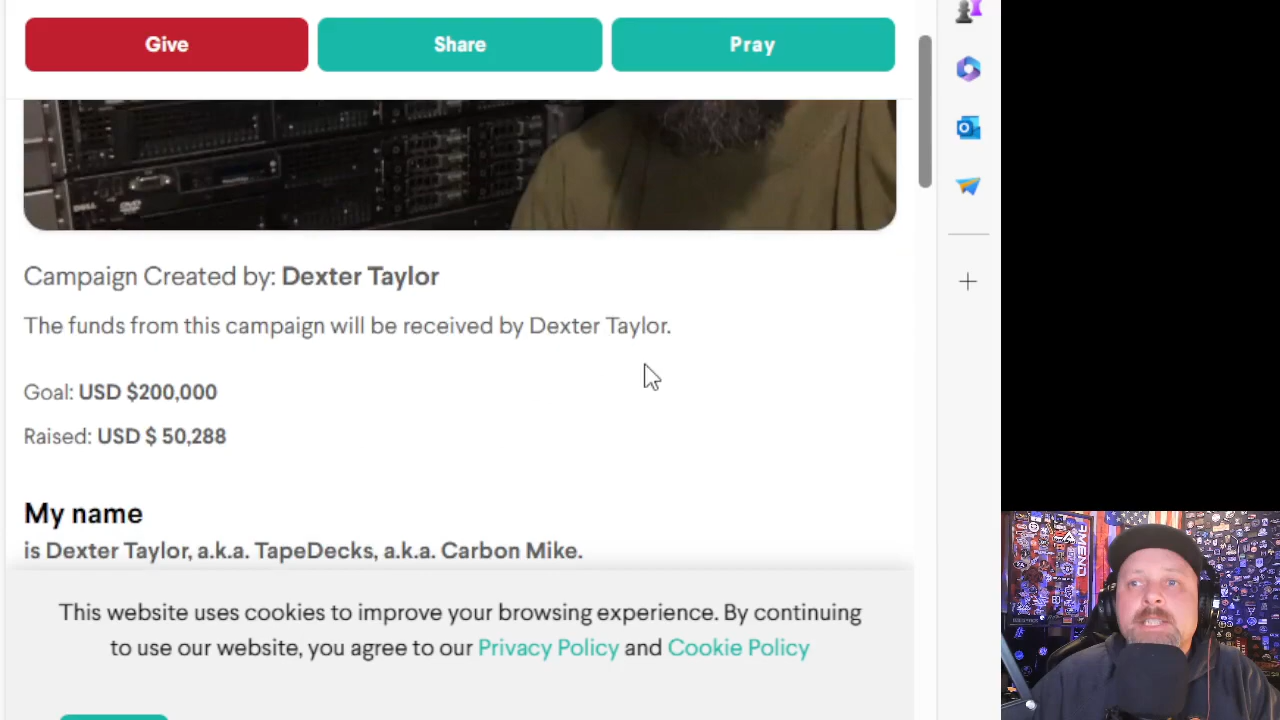 Give
Share
Pray
DELL
Campaign Created by: Dexter Taylor
The funds from this campaign will be received by Dexter Taylor.
Goal: USD $200,000
Raised: USD $ 50,288
My name
is Dexter Taylor, a.k.a. TapeDecks, a.k.a. Carbon Mike.
This website uses cookies to improve your browsing experience. By continuing
to use our website, you agree to our Privacy Policy and Cookie Policy
AMEND